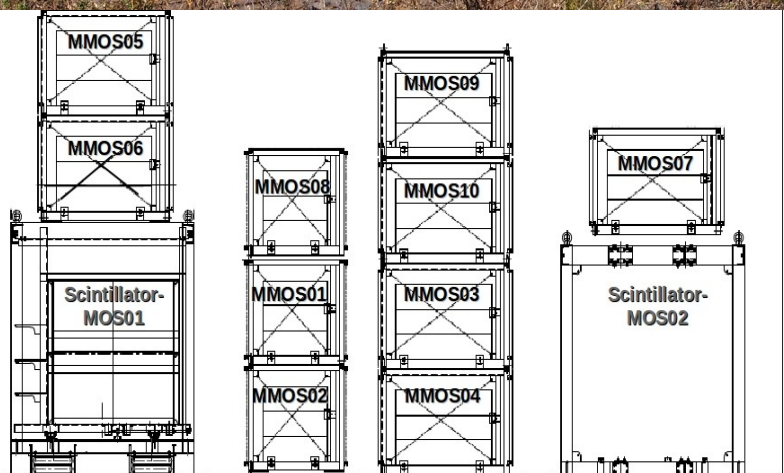 MMOS05
MMOS06
Scintillator-
MOS01
MMOS08
MMOS01
MMOS02
MMOS09
MMOS10
MMOS03
MMOS04
MMOS07
Scintillator-
MOS02